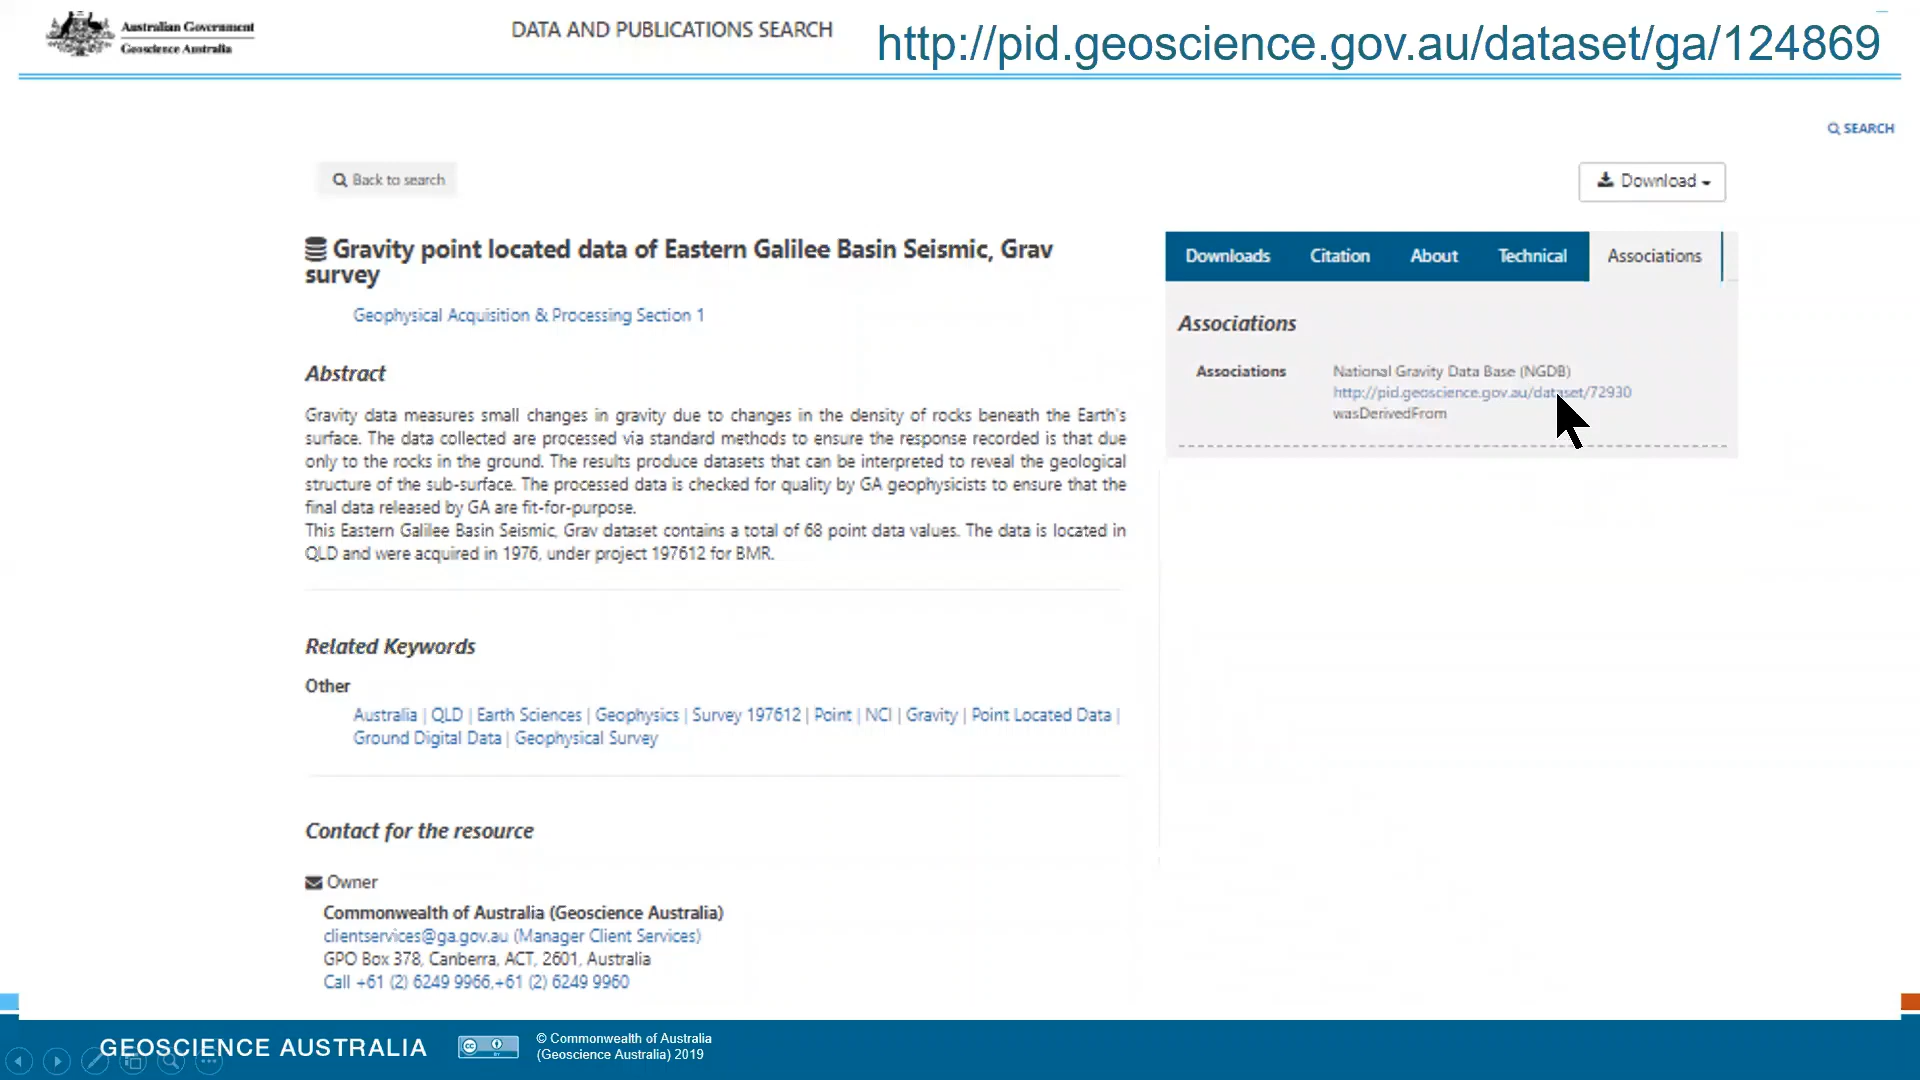 Australian Government
Geoscience Australia
DATA AND PUBLICATIONS SEARCH
http://pid.geoscience.gov.au/dataset/ga/124869
SEARCH
Back to search
Download
Gravity point located data of Eastern Galilee Basin Seismic, Grav
survey
Geophysical Acquisition & Processing Section 1
Abstract
Gravity data measures small changes in gravity due to changes in the density of rocks beneath the Earth's
surface. The data collected are processed via standard methods to ensure the response recorded is that due
only to the rocks in the ground. The results produce datasets that can be interpreted to reveal the geological
structure of the sub-surface. The processed data is checked for quality by GA geophysicists to ensure that the
final data released by GA are fit-for-purpose.
This Eastern Galilee Basin Seismic, Grav dataset contains a total of 68 point data values. The data is located in
QLD and were acquired in 1976, under project 197612 for BMR.
Related Keywords
Other
Australia | QLD | Earth Sciences | Geophysics | Survey 197612 | Point | NCI | Gravity | Point Located Data |
Ground Digital Data | Geophysical Survey
Contact for the resource
Owner
Commonwealth of Australia (Geoscience Australia)
clientservices@ga.gov.au (Manager Client Services)
GPO Box 378, Canberra, ACT, 2601, Australia
Call +61 (2) 6249 9966,+61 (2) 6249 9960
Downloads Citation About Technical Associations
Associations
Associations National Gravity Data Base (NGDB)
http://pid.geoscience.gov.au/dataset/72930
wasDerivedFrom
GEOSCIENCE AUSTRALIA
cc BY
© Commonwealth of Australia
(Geoscience Australia) 2019